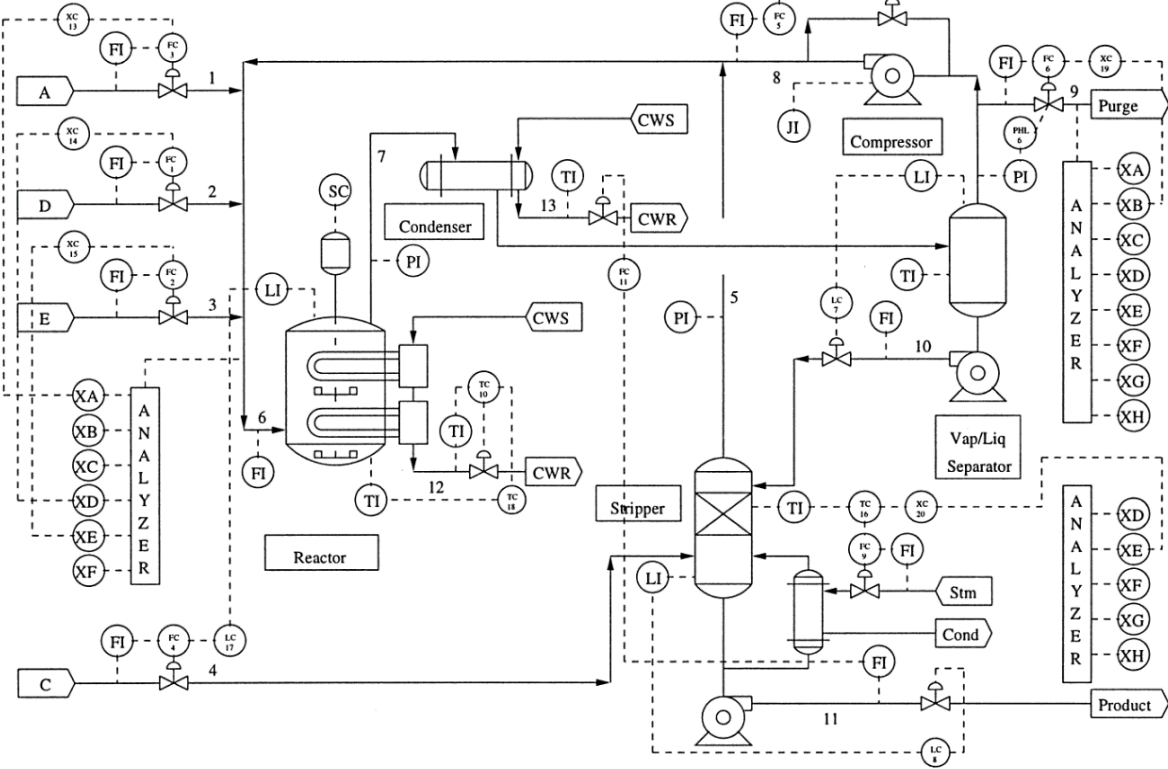 XC 13
FI
FC 3
A
1
XC 14
FI
FC 1
D
2
XC 15
FI
FC 2
E
3
LI
SC
7
PI
Condenser
CWS
TI
13
CWR
FC 11
FI
FC 5
8
JI
Compressor
FI
FC 6
XC 19
9
Purge
PHL 6
PI
LI
TI
LC 7
FI
10
Vap/Liq
Separator
ANALYZER
XA
XB
XC
XD
XE
XF
XG
XH
PI
5
CWS
TC 10
TI
CWR
12
TI
TC 18
6
FI
Reactor
XA
XB
XC
XD
XE
XF
ANALYZER
Stripper
TI
TC 16
XC 20
FC 9
FI
LI
Stm
Cond
ANALYZER
XD
XE
XF
XG
XH
FI
FC 4
LC 17
C
4
FI
11
LC 8
Product